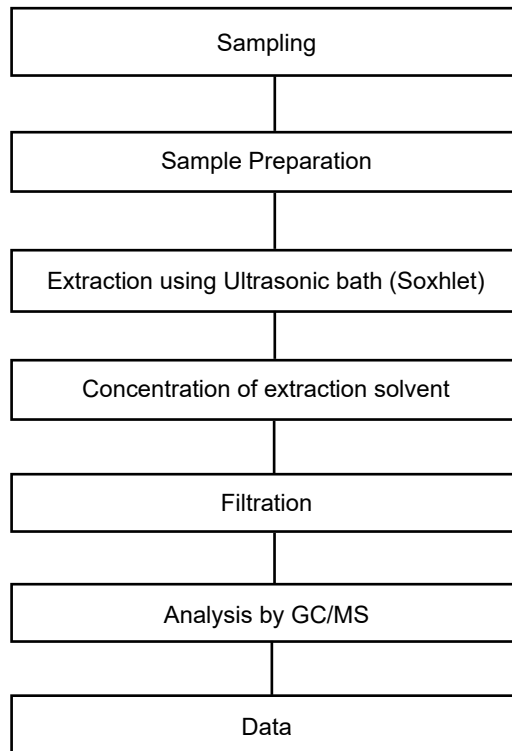 Sampling
Sample Preparation
Extraction using Ultrasonic bath (Soxhlet)
Concentration of extraction solvent
Filtration
Analysis by GC/MS
Data